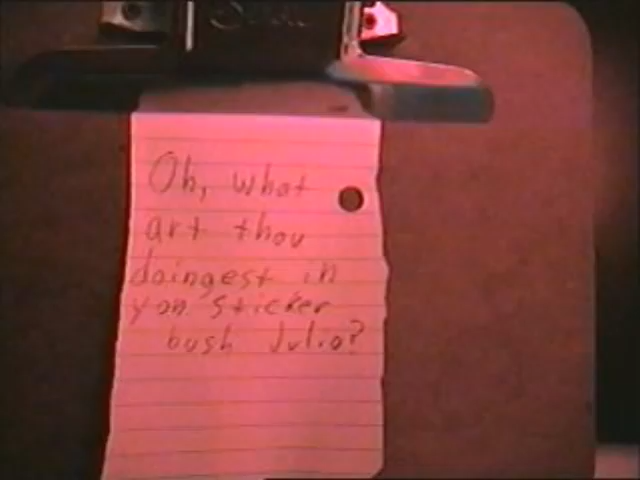 Oh, what
art thou
doingest in
yon sticker
bush Julio?